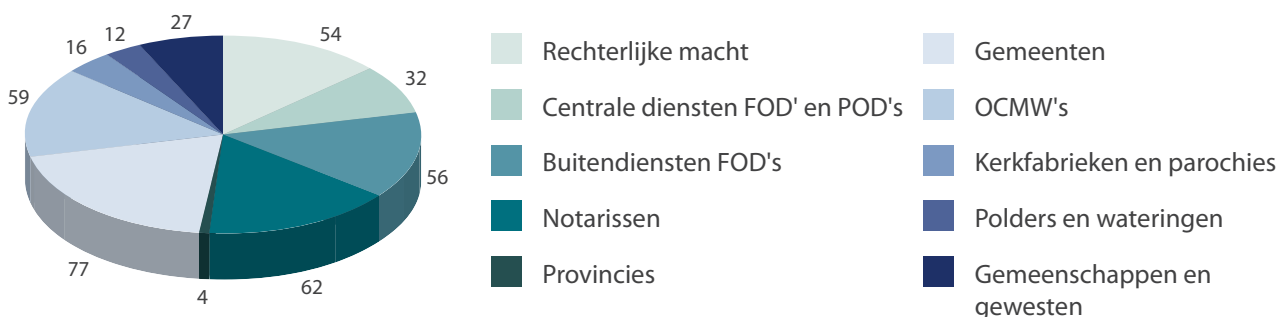 27
54
12
16
32
59
56
77
4
62
Rechterlijke macht
Centrale diensten FOD' en POD's
Buitendiensten FOD's
Notarissen
Provincies
Gemeenten
OCMW's
Kerkfabrieken en parochies
Polders en wateringen
Gemeenschappen en
gewesten